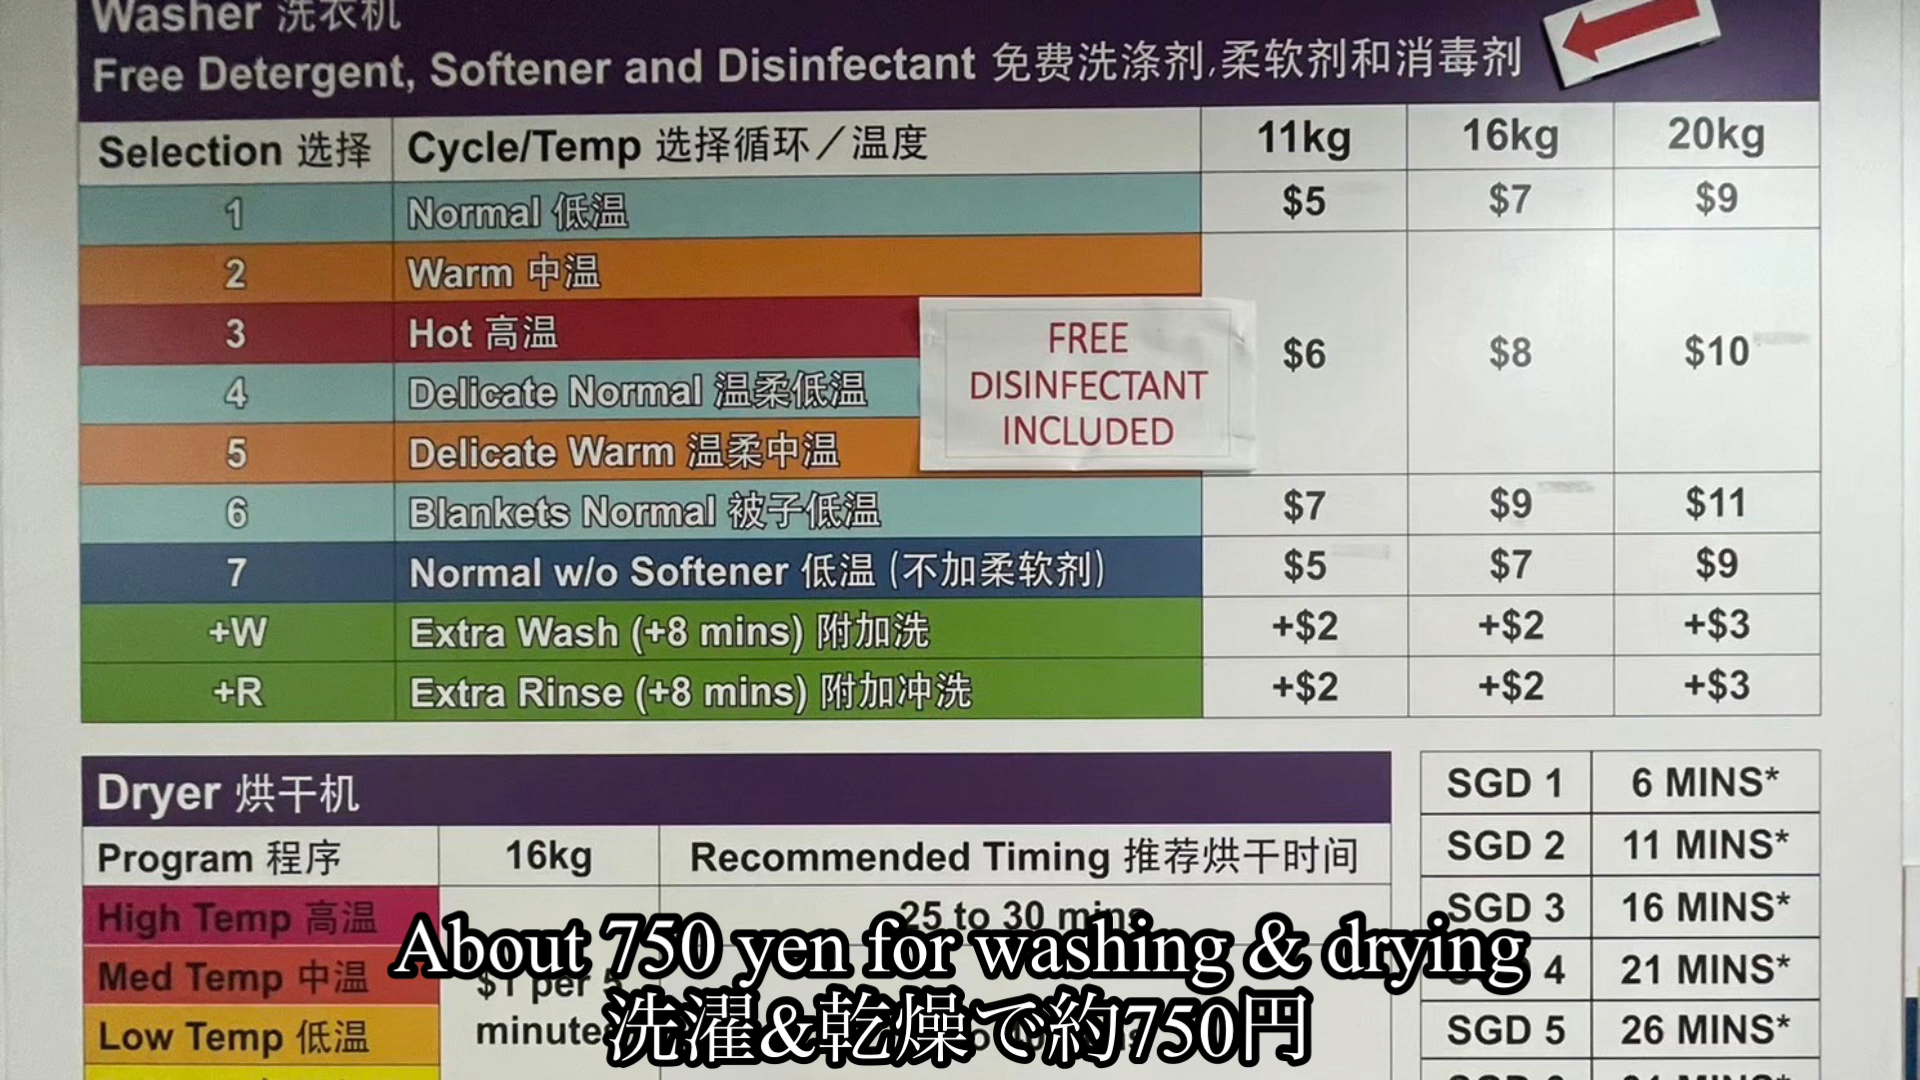 Washer 洗衣机
Free Detergent, Softener and Disinfectant 免费洗涤剂,柔软剂和消毒剂
Selection 选择 Cycle/Temp 选择循环／温度 11kg 16kg 20kg
1 Normal 低温 $5 $7 $9
2 Warm 中温
3 Hot 高温 $6 $8 $10
4 Delicate Normal 温柔低温
5 Delicate Warm 温柔中温
FREE
DISINFECTANT
INCLUDED
6 Blankets Normal 被子低温 $7 $9 $11
7 Normal w/o Softener 低温 (不加柔软剂) $5 $7 $9
+W Extra Wash (+8 mins) 附加洗 +$2 +$2 +$3
+R Extra Rinse (+8 mins) 附加冲洗 +$2 +$2 +$3
Dryer 烘干机
Program 程序 16kg Recommended Timing 推荐烘干时间
High Temp 高温 25 to 30 mins
Med Temp 中温 $1 per 5
Low Temp 低温 minutes
SGD 1 6 MINS*
SGD 2 11 MINS*
SGD 3 16 MINS*
4 21 MINS*
SGD 5 26 MINS*
About 750 yen for washing & drying
洗濯&乾燥で約750円